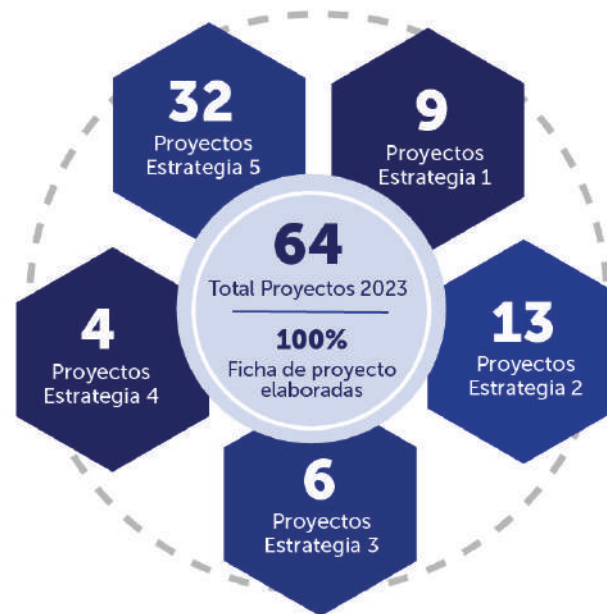 32
Proyectos
Estrategia 5
9
Proyectos
Estrategia 1
64
Total Proyectos 2023
100%
Ficha de proyecto
elaboradas
4
Proyectos
Estrategia 4
13
Proyectos
Estrategia 2
6
Proyectos
Estrategia 3